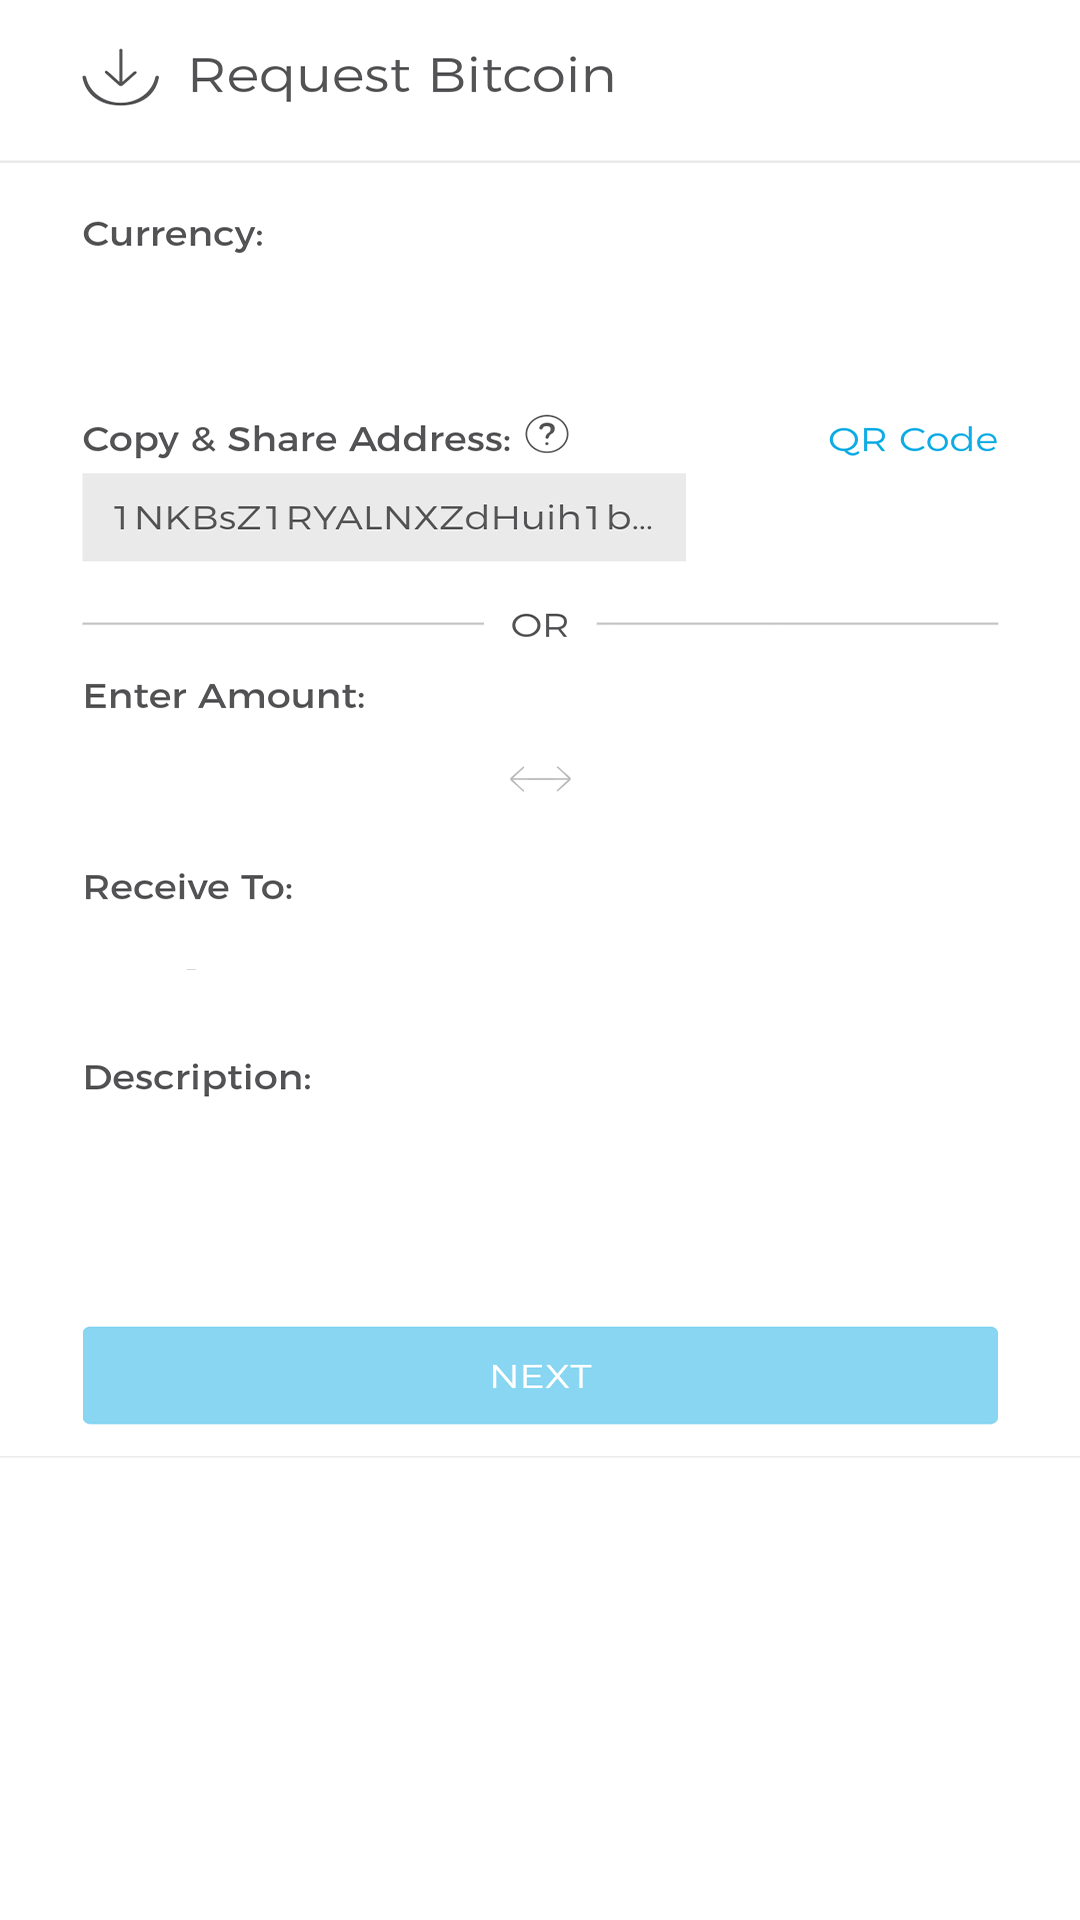 Request Bitcoin
Currency:
Copy & Share Address: ?
QR Code
1NKBsZ1RYALNXZdHuih1b...
OR
Enter Amount:
Receive To:
Description:
NEXT